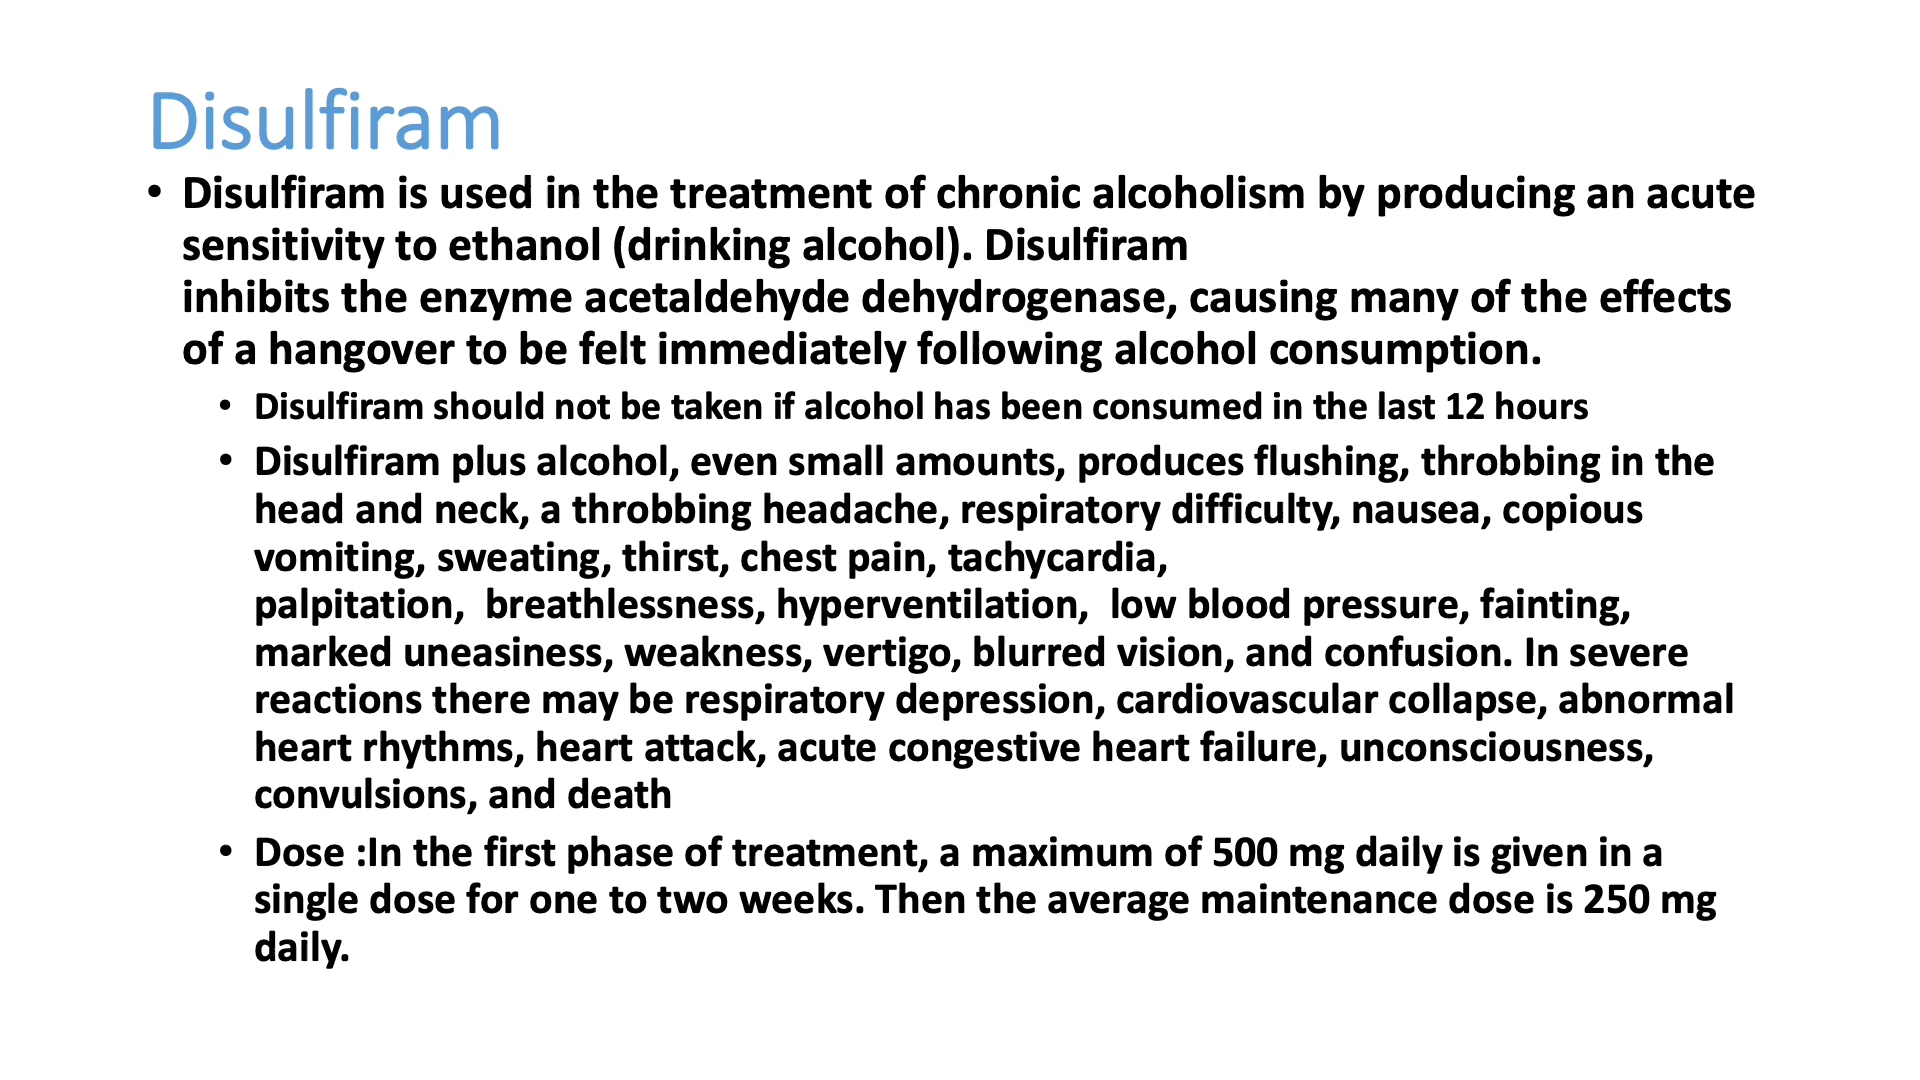 Disulfiram
• Disulfiram is used in the treatment of chronic alcoholism by producing an acute
sensitivity to ethanol (drinking alcohol). Disulfiram
inhibits the enzyme acetaldehyde dehydrogenase, causing many of the effects
of a hangover to be felt immediately following alcohol consumption.
• Disulfiram should not be taken if alcohol has been consumed in the last 12 hours
• Disulfiram plus alcohol, even small amounts, produces flushing, throbbing in the
head and neck, a throbbing headache, respiratory difficulty, nausea, copious
vomiting, sweating, thirst, chest pain, tachycardia,
palpitation,  breathlessness, hyperventilation,  low blood pressure, fainting,
marked uneasiness, weakness, vertigo, blurred vision, and confusion. In severe
reactions there may be respiratory depression, cardiovascular collapse, abnormal
heart rhythms, heart attack, acute congestive heart failure, unconsciousness,
convulsions, and death
• Dose :In the first phase of treatment, a maximum of 500 mg daily is given in a
single dose for one to two weeks. Then the average maintenance dose is 250 mg
daily.